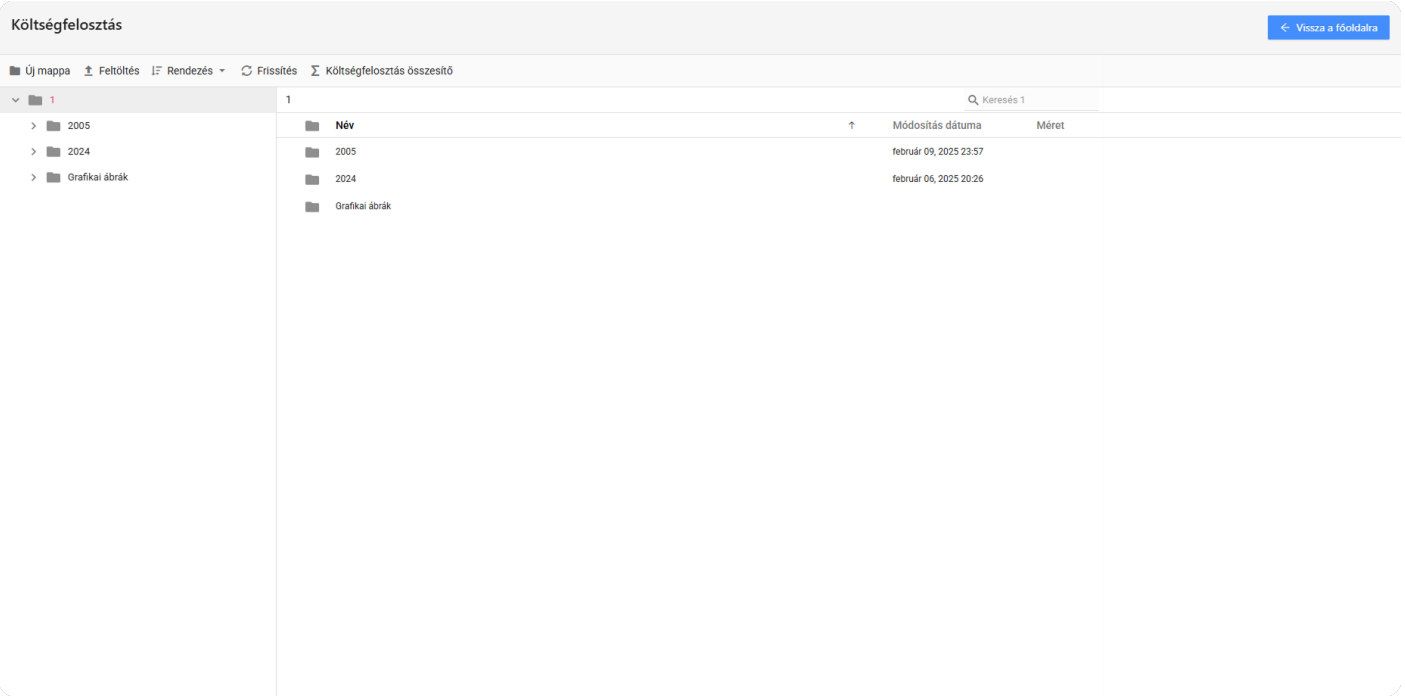 Költségfelosztás
Vissza a főoldalra
Új mappa Feltöltés Rendezés Frissítés Költségfelosztás összesítő
1
2005
2024
Grafikai ábrák
1 Keresés 1
Név Módosítás dátuma Méret
2005 február 09, 2025 23:57
2024 február 06, 2025 20:26
Grafikai ábrák